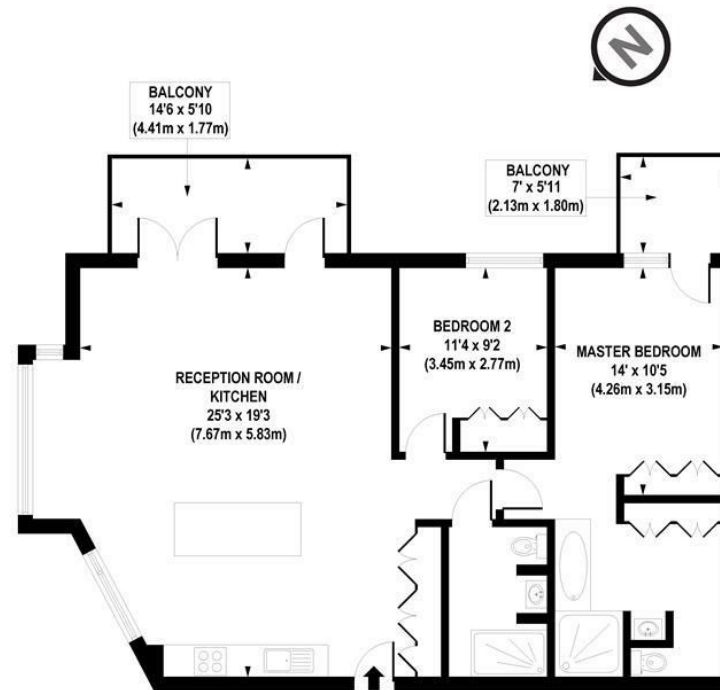 N
BALCONY
14'6 x 5'10
(4.41m x 1.77m)
BALCONY
7' x 5'11
(2.13m x 1.80m)
BEDROOM 2
11'4 x 9'2
(3.45m x 2.77m)
MASTER BEDROOM
14' x 10'5
(4.26m x 3.15m)
RECEPTION ROOM /
KITCHEN
25'3 x 19'3
(7.67m x 5.83m)